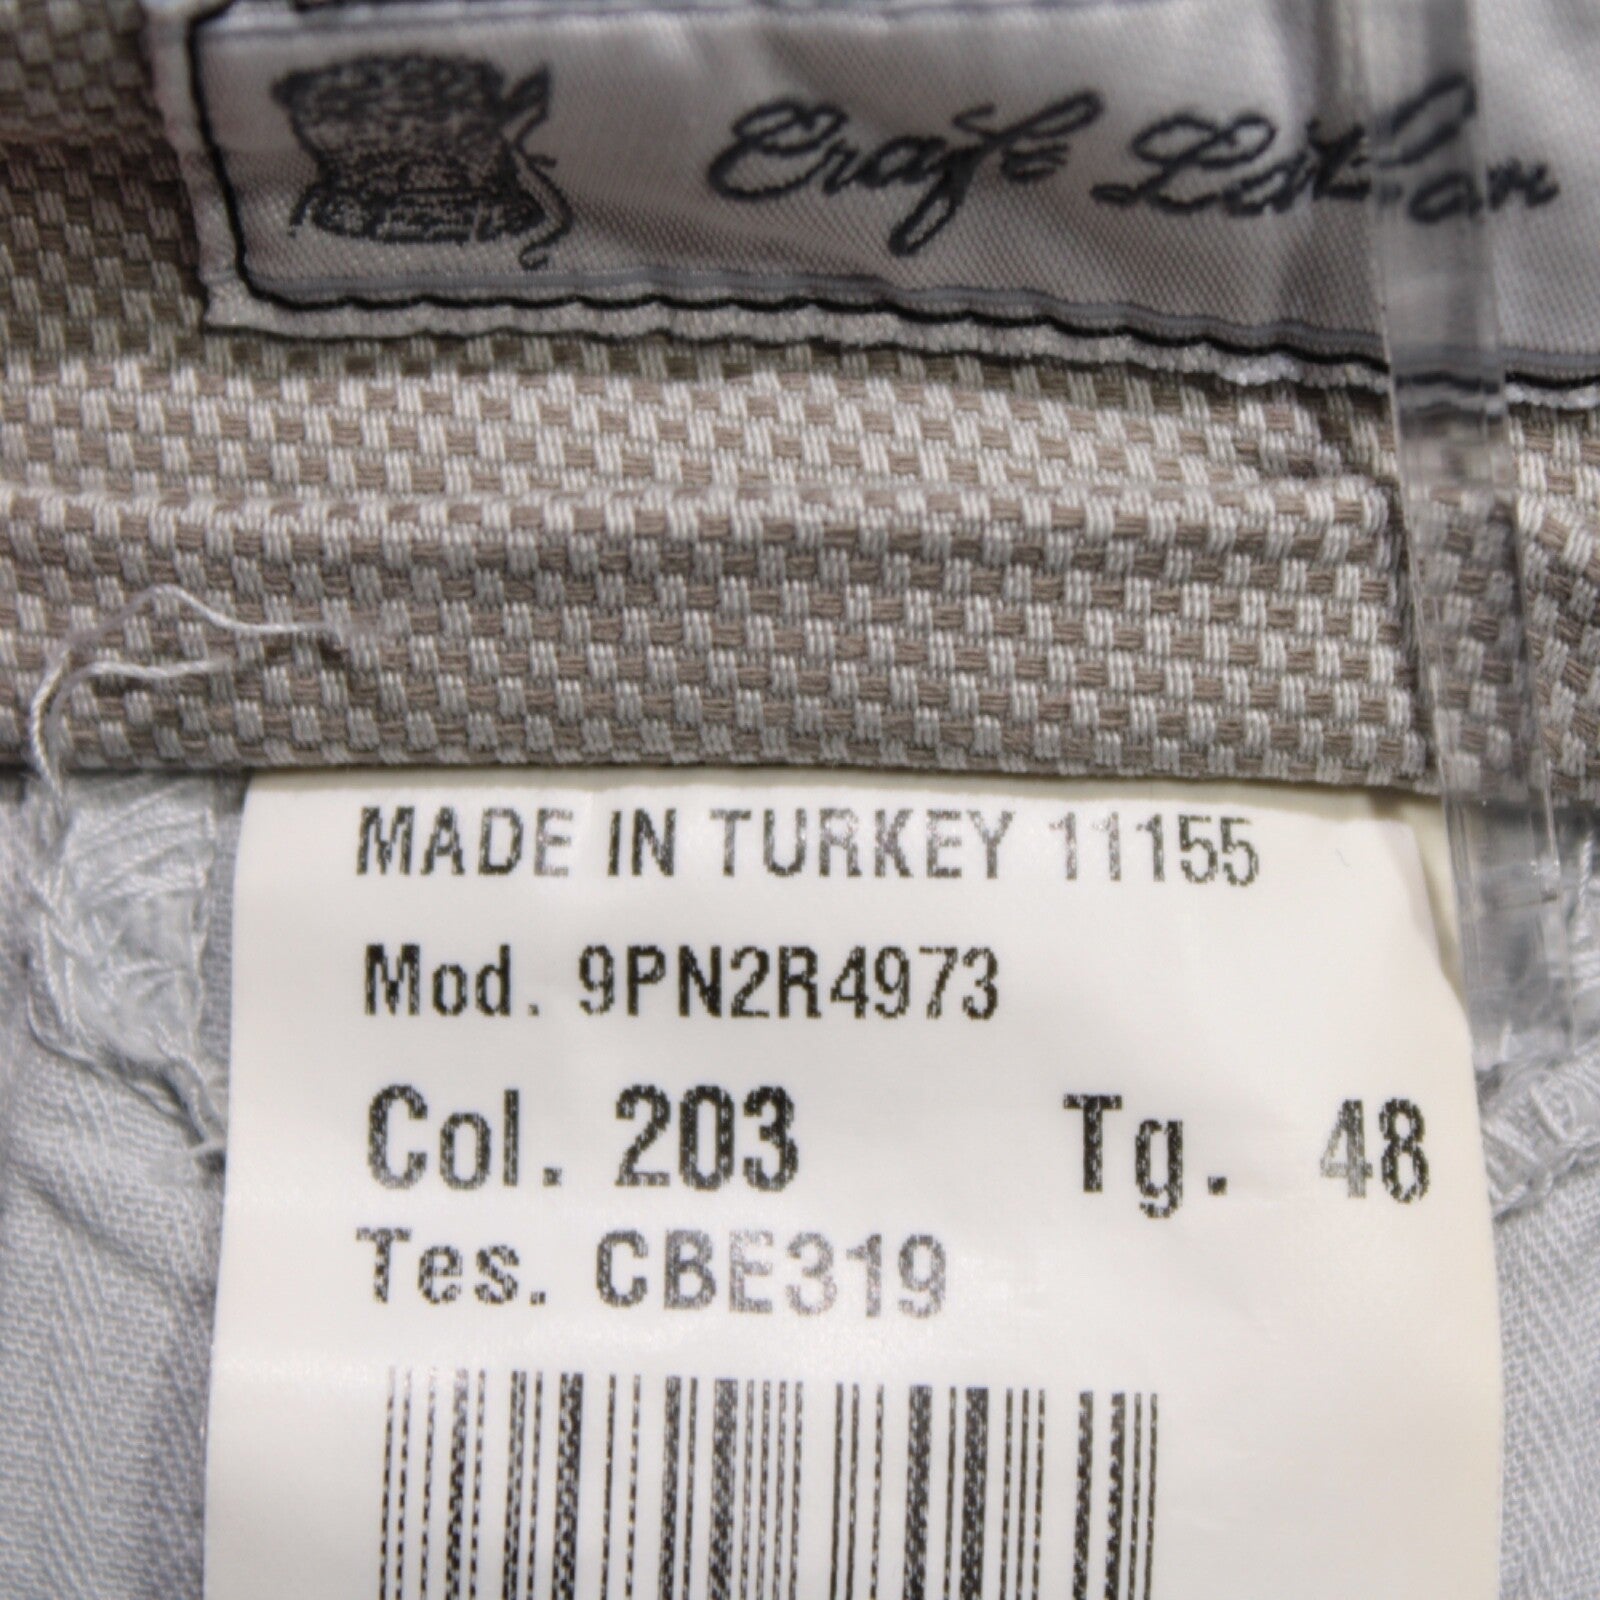 MADE IN TURKEY 11155
Mod. 9PN2R4973
Col. 203 Tg. 48
Tes. CBE319